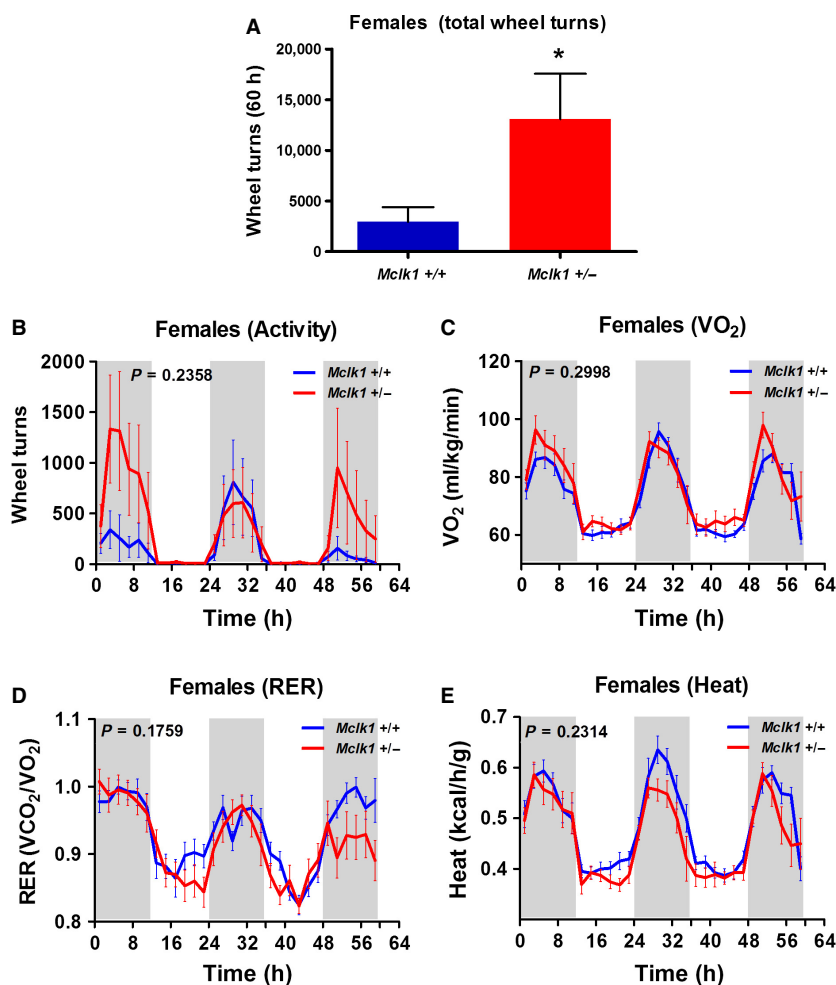 A
Females (total wheel turns)
20,000
15,000
10,000
5000
0
*
Wheel turns (60 h)
Mclk1 +/+
Mclk1 +/−
B
Females (Activity)
2000
1500
1000
500
0
P = 0.2358
Mclk1 +/+
Mclk1 +/−
Wheel turns
0 8 16 24 32 40 48 56 64
Time (h)
C
Females (VO2)
120
100
80
60
P = 0.2998
Mclk1 +/+
Mclk1 +/−
VO2 (ml/kg/min)
0 8 16 24 32 40 48 56 64
Time (h)
D
Females (RER)
1.1
1.0
0.9
0.8
P = 0.1759
Mclk1 +/+
Mclk1 +/−
RER (VCO2/VO2)
0 8 16 24 32 40 48 56 64
Time (h)
E
Females (Heat)
0.7
0.6
0.5
0.4
P = 0.2314
Mclk1 +/+
Mclk1 +/−
Heat (kcal/h/g)
0 8 16 24 32 40 48 56 64
Time (h)